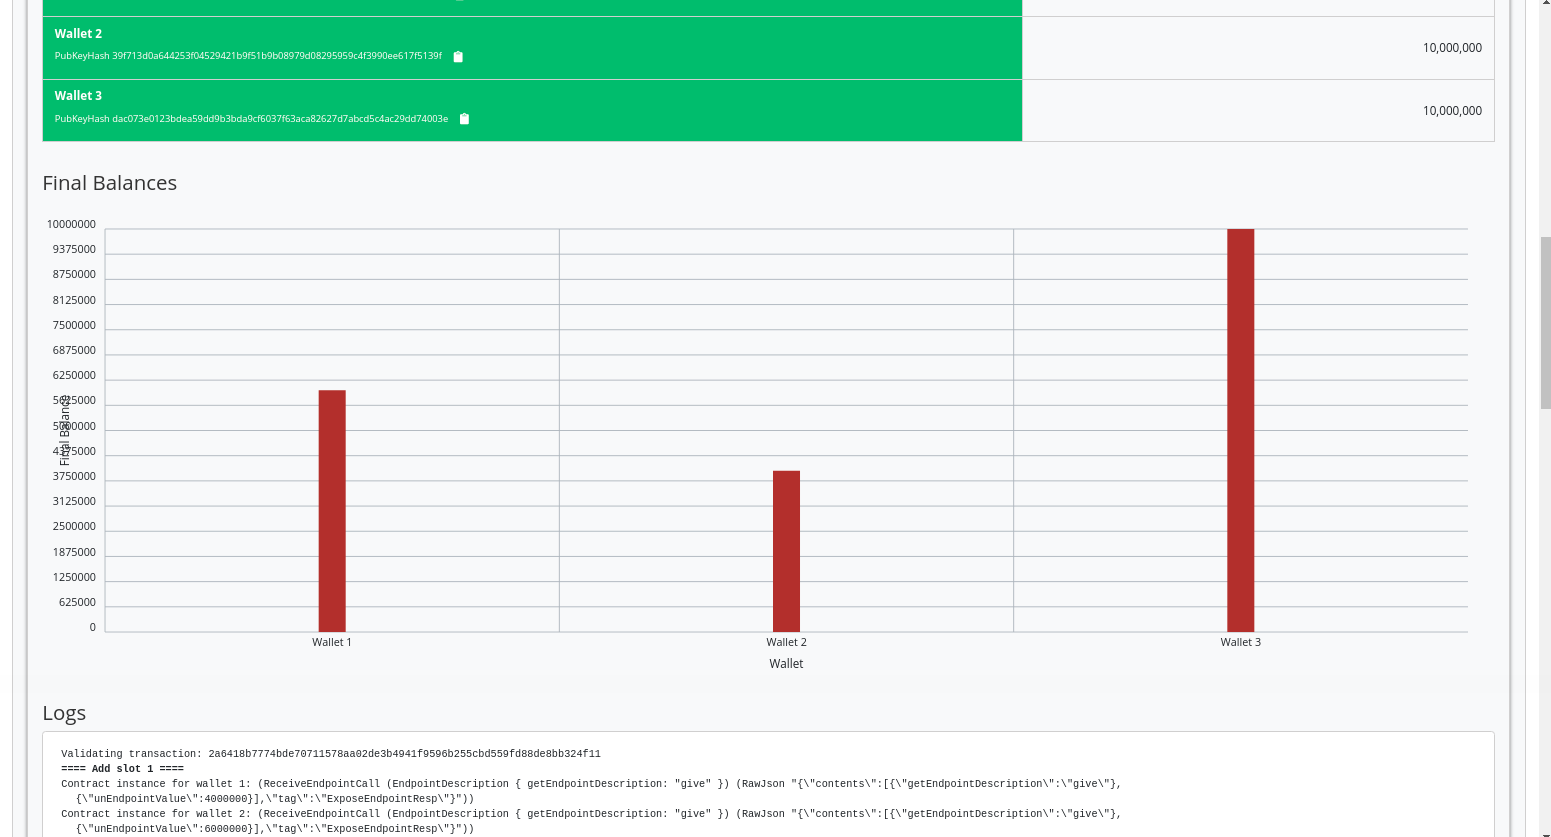 Wallet 2
PubKeyHash 39f713d0a644253f04529421b9f51b9b08979d08295959c4f3990ee617f5139f
10,000,000
Wallet 3
PubKeyHash dac073e0123bdea59dd9b3bda9cf6037f63aca82627d7abcd5c4ac29dd74003e
10,000,000
Final Balances
10000000
9375000
8750000
8125000
7500000
6875000
6250000
5625000
5000000
4375000
3750000
3125000
2500000
1875000
1250000
625000
0
Final Balance
Wallet 1
Wallet 2
Wallet 3
Wallet
Logs
Validating transaction: 2a6418b7774bde70711578aa02de3b4941f9596b255cbd559fd88de8bb324f11
==== Add slot 1 ====
Contract instance for wallet 1: (ReceiveEndpointCall (EndpointDescription { getEndpointDescription: "give" }) (RawJson "{\"contents\":[{\"getEndpointDescription\":\"give\"},
{\"unEndpointValue\":4000000}],\"tag\":\"ExposeEndpointResp\"}"))
Contract instance for wallet 2: (ReceiveEndpointCall (EndpointDescription { getEndpointDescription: "give" }) (RawJson "{\"contents\":[{\"getEndpointDescription\":\"give\"},
{\"unEndpointValue\":6000000}],\"tag\":\"ExposeEndpointResp\"}"))